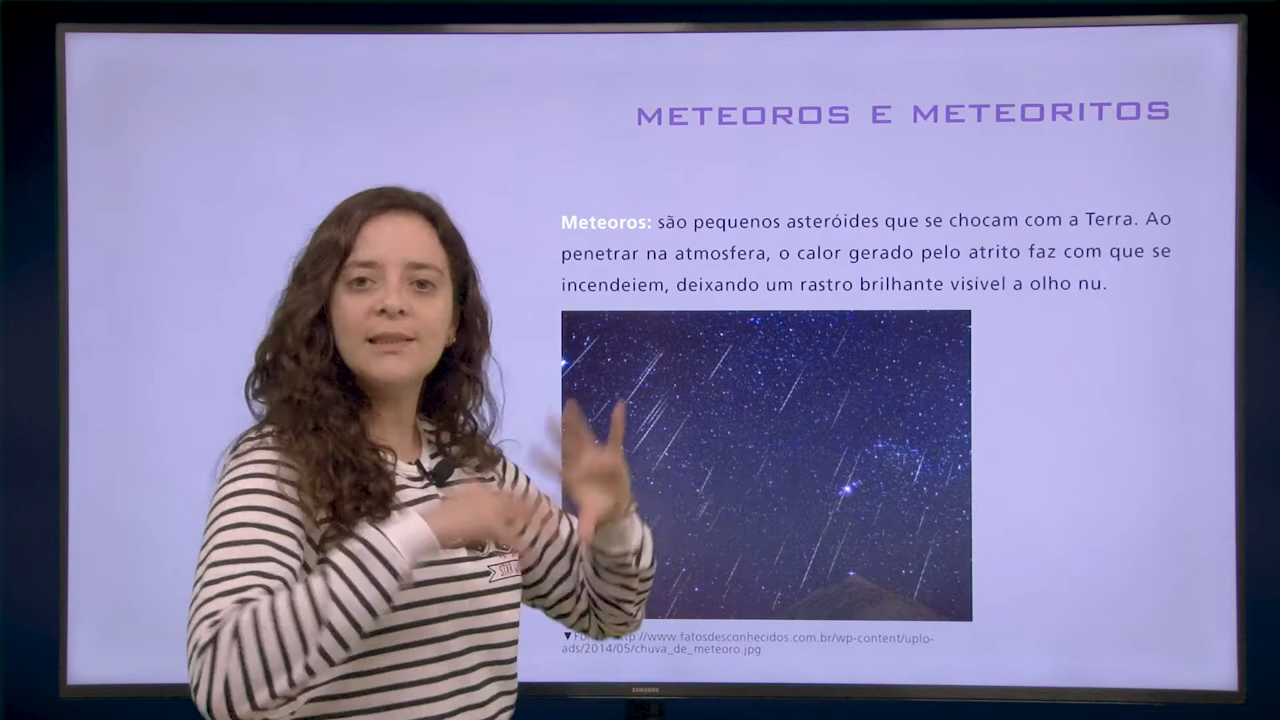 METEOROS E METEORITOS
Meteoros: são pequenos asteróides que se chocam com a Terra. Ao
penetrar na atmosfera, o calor gerado pelo atrito faz com que se
incendeiem, deixando um rastro brilhante visível a olho nu.
www.fatosdesconhecidos.com.br/wp-content/uplo-
ads/2014/05/chuva_de_meteoro.jpg
SAMSUNG